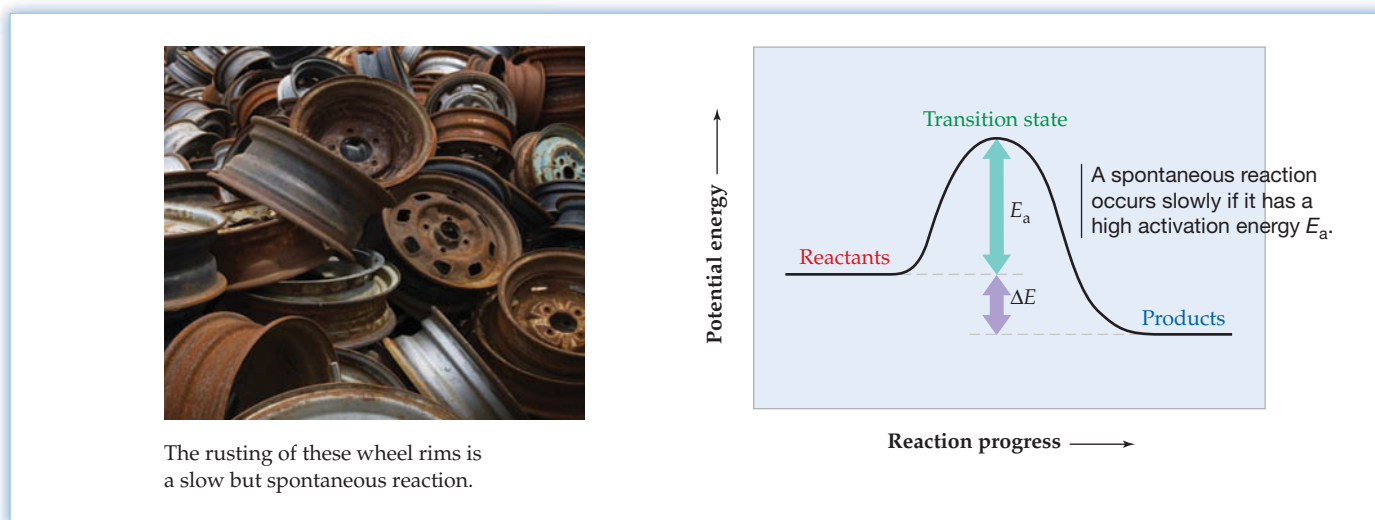 The rusting of these wheel rims is
a slow but spontaneous reaction.
Potential energy
Transition state
Eₐ
A spontaneous reaction
occurs slowly if it has a
high activation energy Eₐ.
Reactants
ΔE
Products
Reaction progress